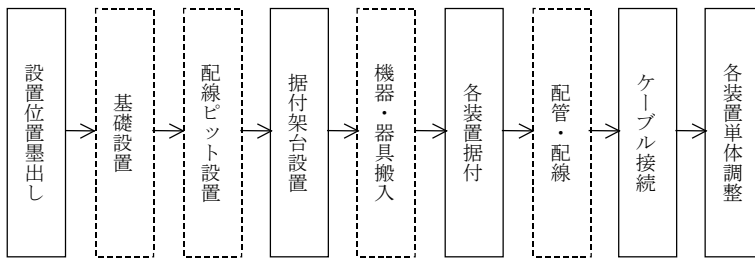 設置位置墨出し
基礎設置
配線ピット設置
据付架台設置
機器・器具搬入
各装置据付
配管・配線
ケーブル接続
各装置単体調整